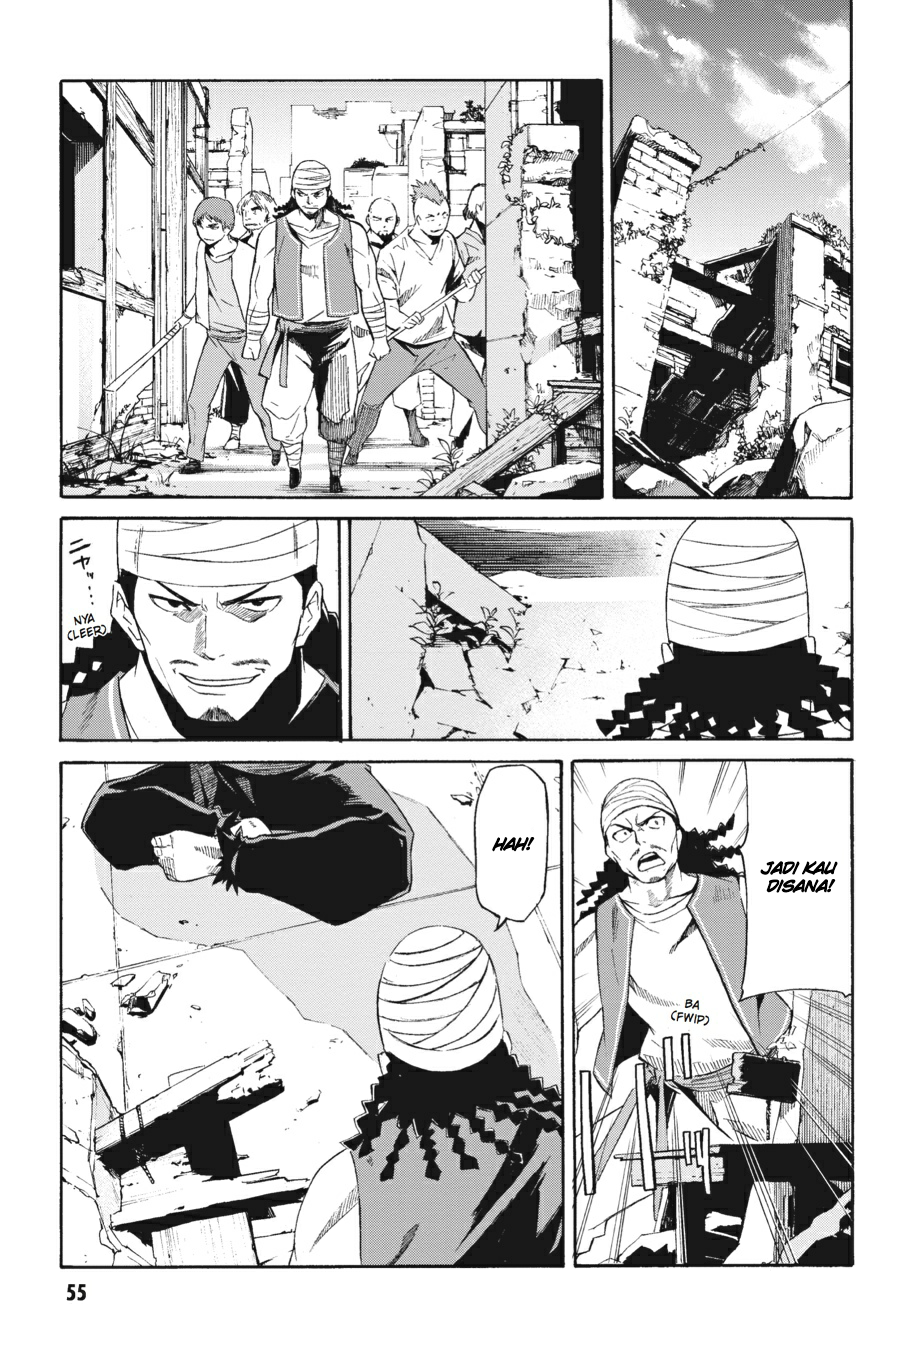 ニヤッ…
NYA
(LEER)
JADI KAU
DISANA!
BA
(FWIP)
HAH!
55